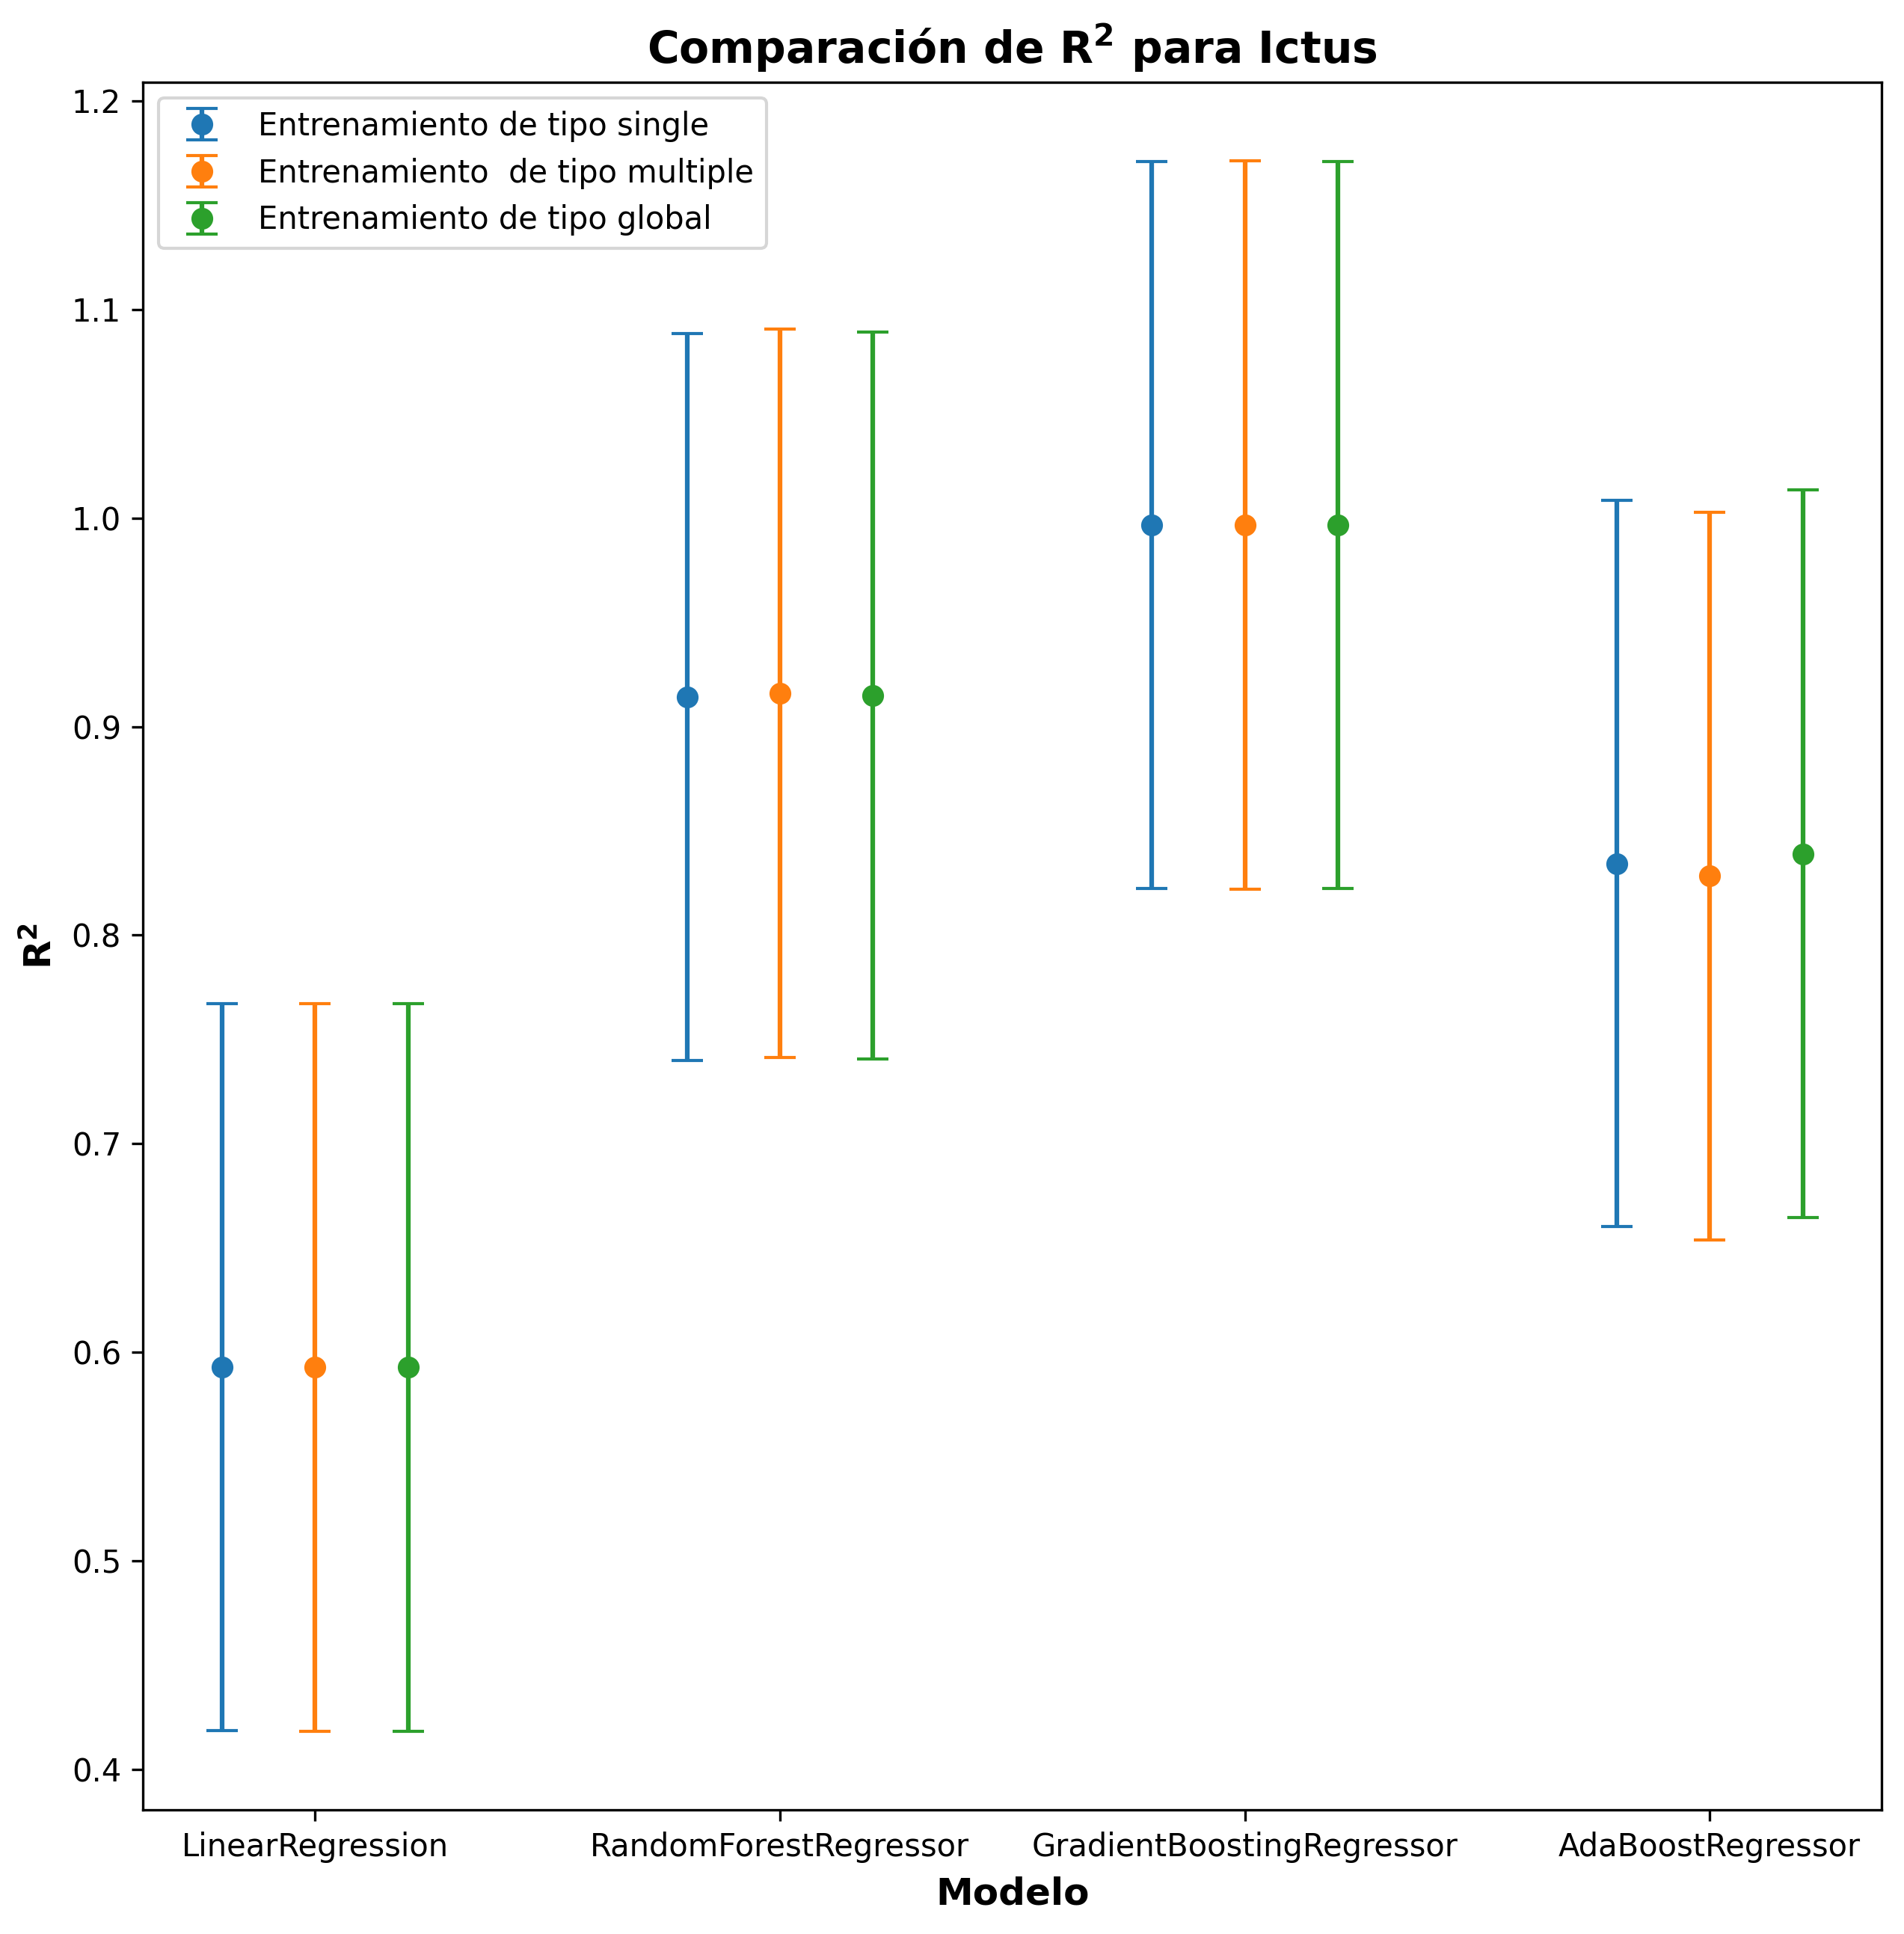 Comparación de R² para Ictus
Entrenamiento de tipo single
Entrenamiento  de tipo multiple
Entrenamiento de tipo global
1.2
1.1
1.0
0.9
0.8
0.7
0.6
0.5
0.4
R²
LinearRegression
RandomForestRegressor
GradientBoostingRegressor
AdaBoostRegressor
Modelo